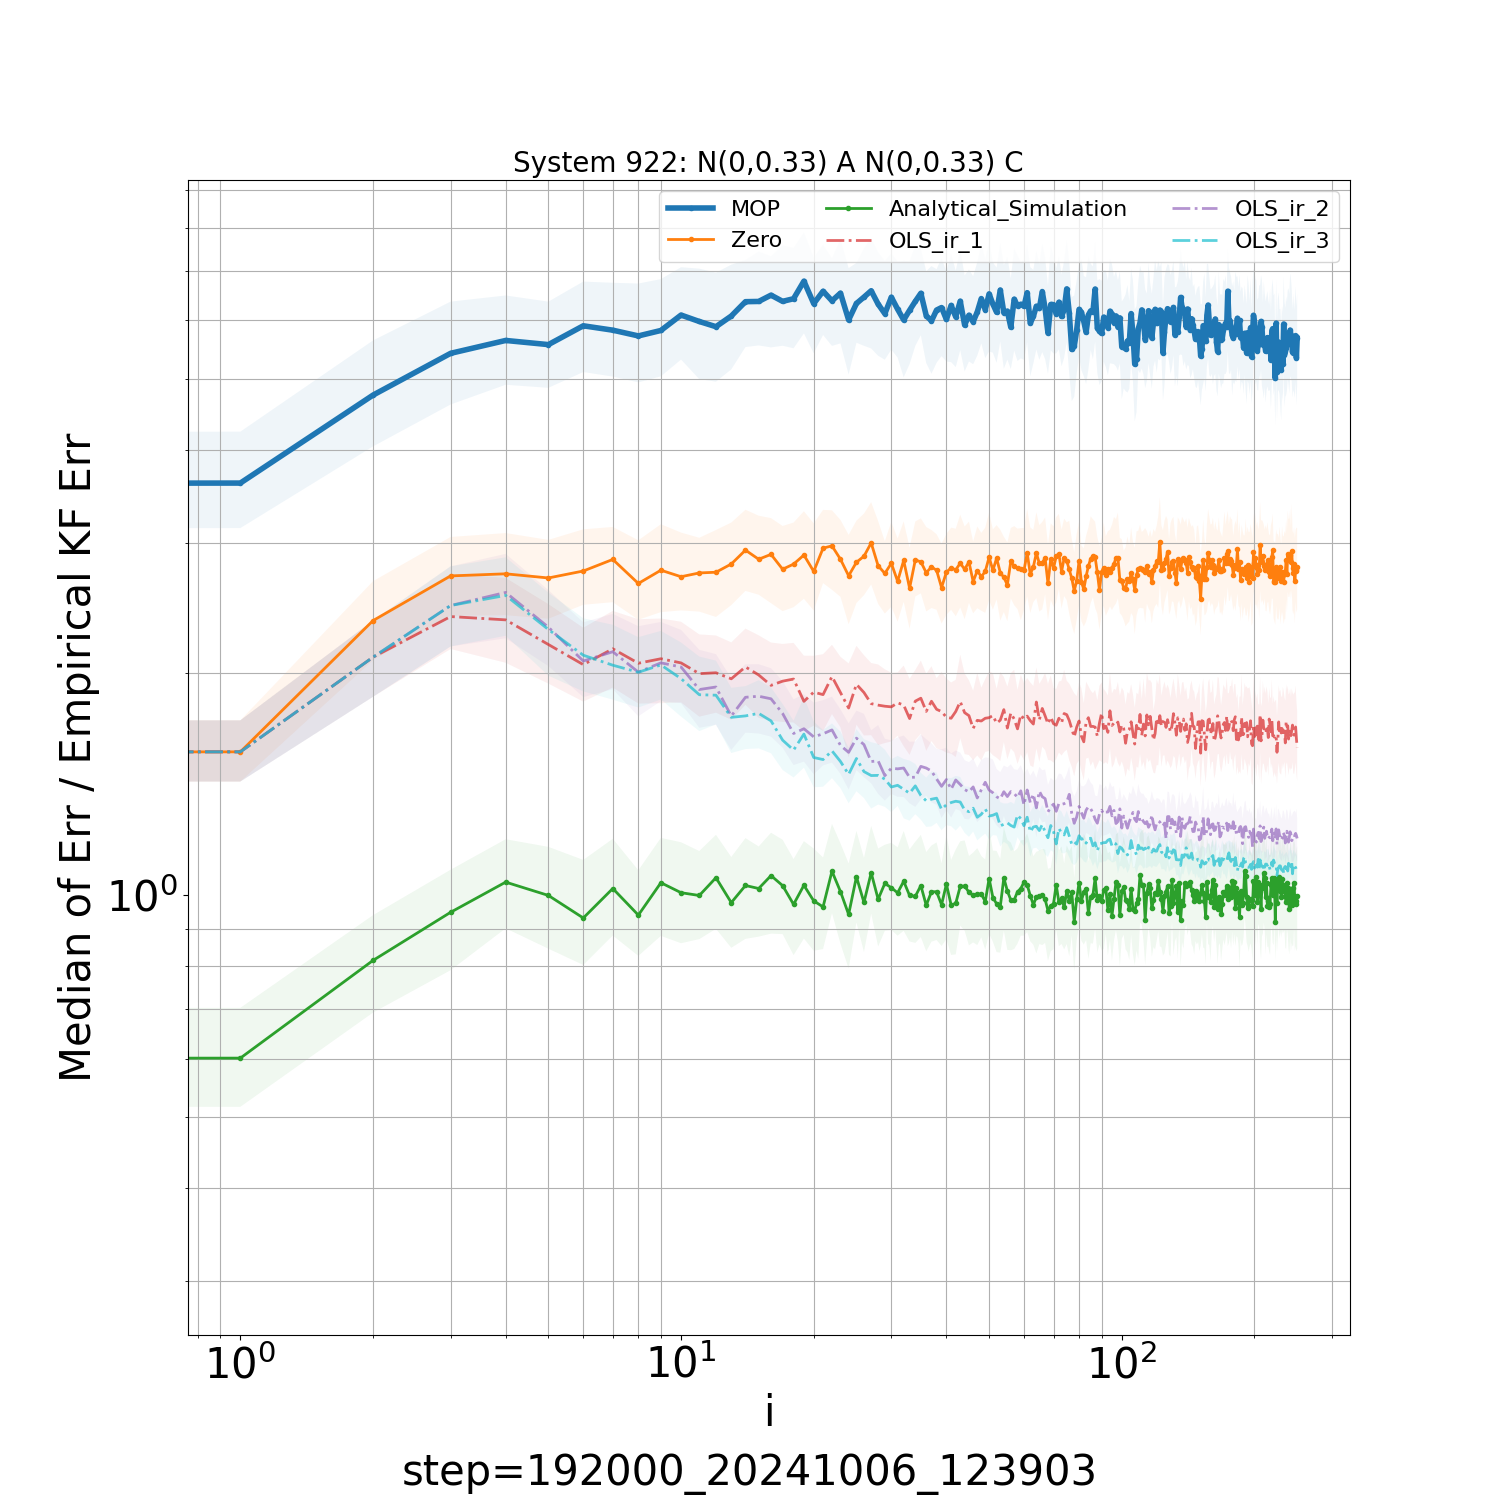 System 922: N(0,0.33) A N(0,0.33) C
MOP
Zero
Analytical_Simulation
OLS_ir_1
OLS_ir_2
OLS_ir_3
Median of Err / Empirical KF Err
10⁰
10⁰ 10¹ 10²
i
step=192000_20241006_123903